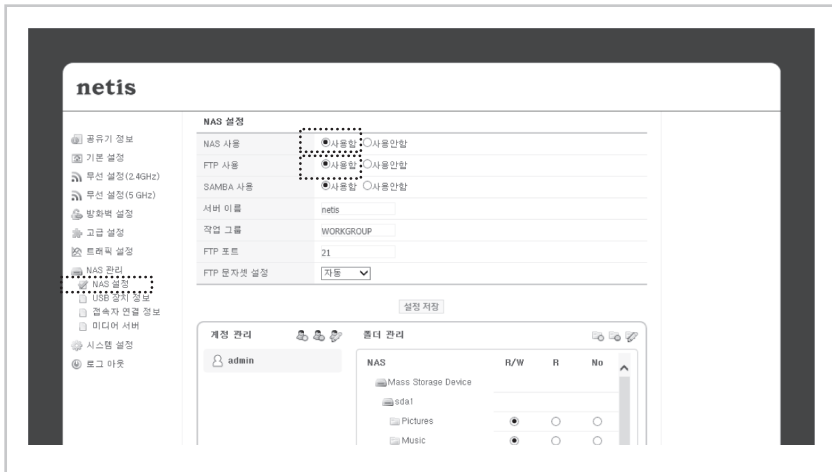 netis
공유기 정보
기본 설정
무선 설정(2.4GHz)
무선 설정(5 GHz)
방화벽 설정
고급 설정
트래픽 설정
NAS 관리
NAS 설정
USB 장치 정보
접속자 연결 정보
미디어 서버
시스템 설정
로그 아웃
NAS 설정
NAS 사용 사용함 사용안함
FTP 사용 사용함 사용안함
SAMBA 사용 사용함 사용안함
서버 이름 netis
작업 그룹 WORKGROUP
FTP 포트 21
FTP 문자셋 설정 자동
설정 저장
계정 관리
admin
폴더 관리
NAS R/W R No
Mass Storage Device
sda1
Pictures
Music